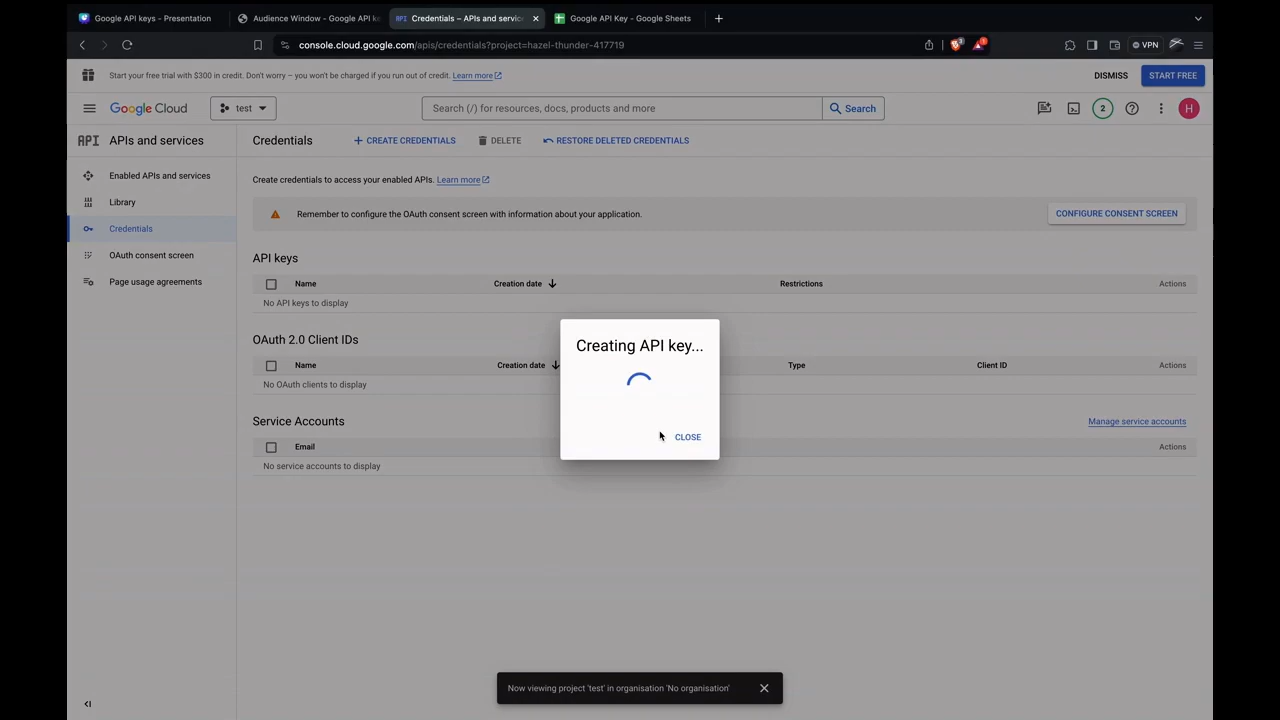 Google API keys - Presentation
Audience Window - Google API ke
Credentials – APIs and service
Google API Key - Google Sheets
console.cloud.google.com/apis/credentials?project=hazel-thunder-417719
VPN
Start your free trial with $300 in credit. Don't worry – you won't be charged if you run out of credit. Learn more
DISMISS
START FREE
Google Cloud
test
Search (/) for resources, docs, products and more
Search
2
H
API APIs and services
Credentials
CREATE CREDENTIALS
DELETE
RESTORE DELETED CREDENTIALS
Enabled APIs and services
Library
Credentials
OAuth consent screen
Page usage agreements
Create credentials to access your enabled APIs. Learn more
Remember to configure the OAuth consent screen with information about your application.
CONFIGURE CONSENT SCREEN
API keys
Name Creation date Restrictions Actions
No API keys to display
OAuth 2.0 Client IDs
Name Creation date Type Client ID Actions
No OAuth clients to display
Service Accounts
Manage service accounts
Email Actions
No service accounts to display
Creating API key...
CLOSE
Now viewing project 'test' in organisation 'No organisation'